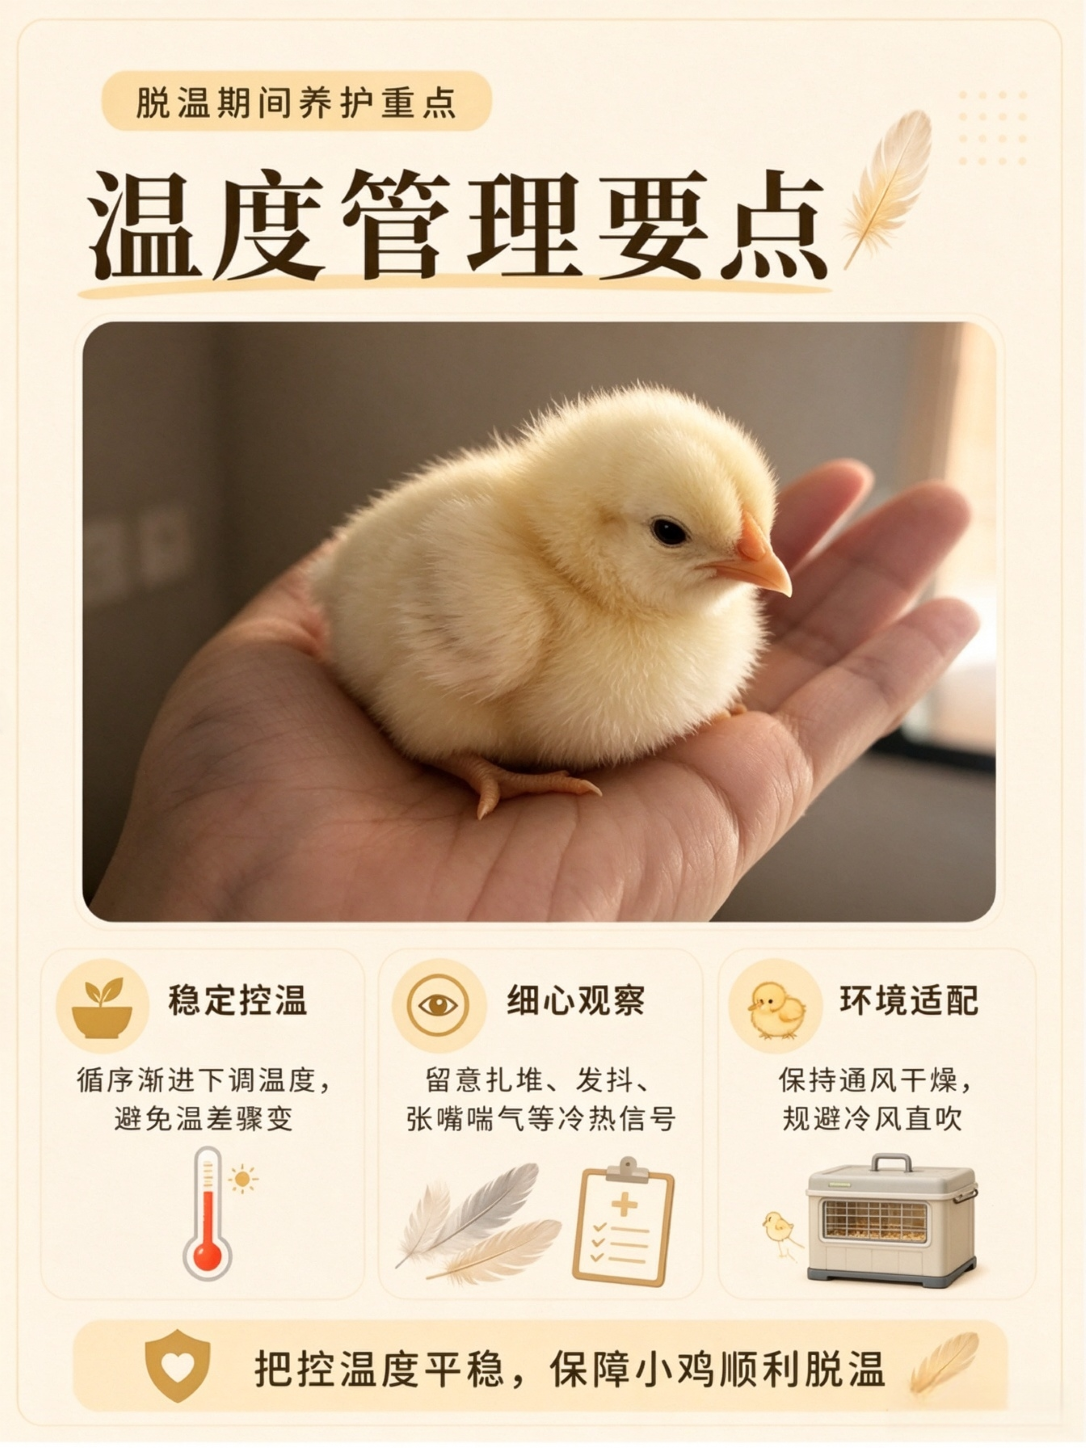 脱温期间养护重点
温度管理要点
稳定控温
循序渐进下调温度，
避免温差骤变
细心观察
留意扎堆、发抖、
张嘴喘气等冷热信号
环境适配
保持通风干燥，
规避冷风直吹
把控温度平稳，保障小鸡顺利脱温